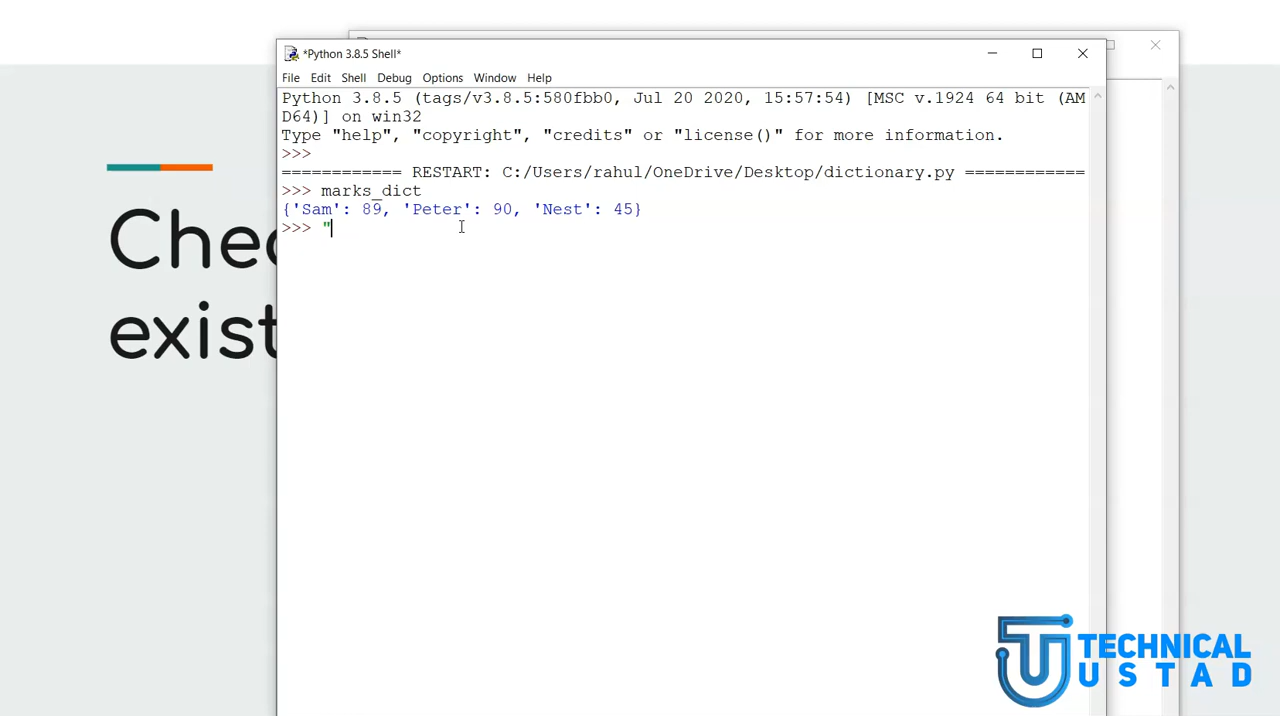 *Python 3.8.5 Shell*
File Edit Shell Debug Options Window Help
Python 3.8.5 (tags/v3.8.5:580fbb0, Jul 20 2020, 15:57:54) [MSC v.1924 64 bit (AM
D64)] on win32
Type "help", "copyright", "credits" or "license()" for more information.
>>>
============ RESTART: C:/Users/rahul/OneDrive/Desktop/dictionary.py ============
>>> marks_dict
{'Sam': 89, 'Peter': 90, 'Nest': 45}
>>> "
Chec
exist
TECHNICAL
USTAD